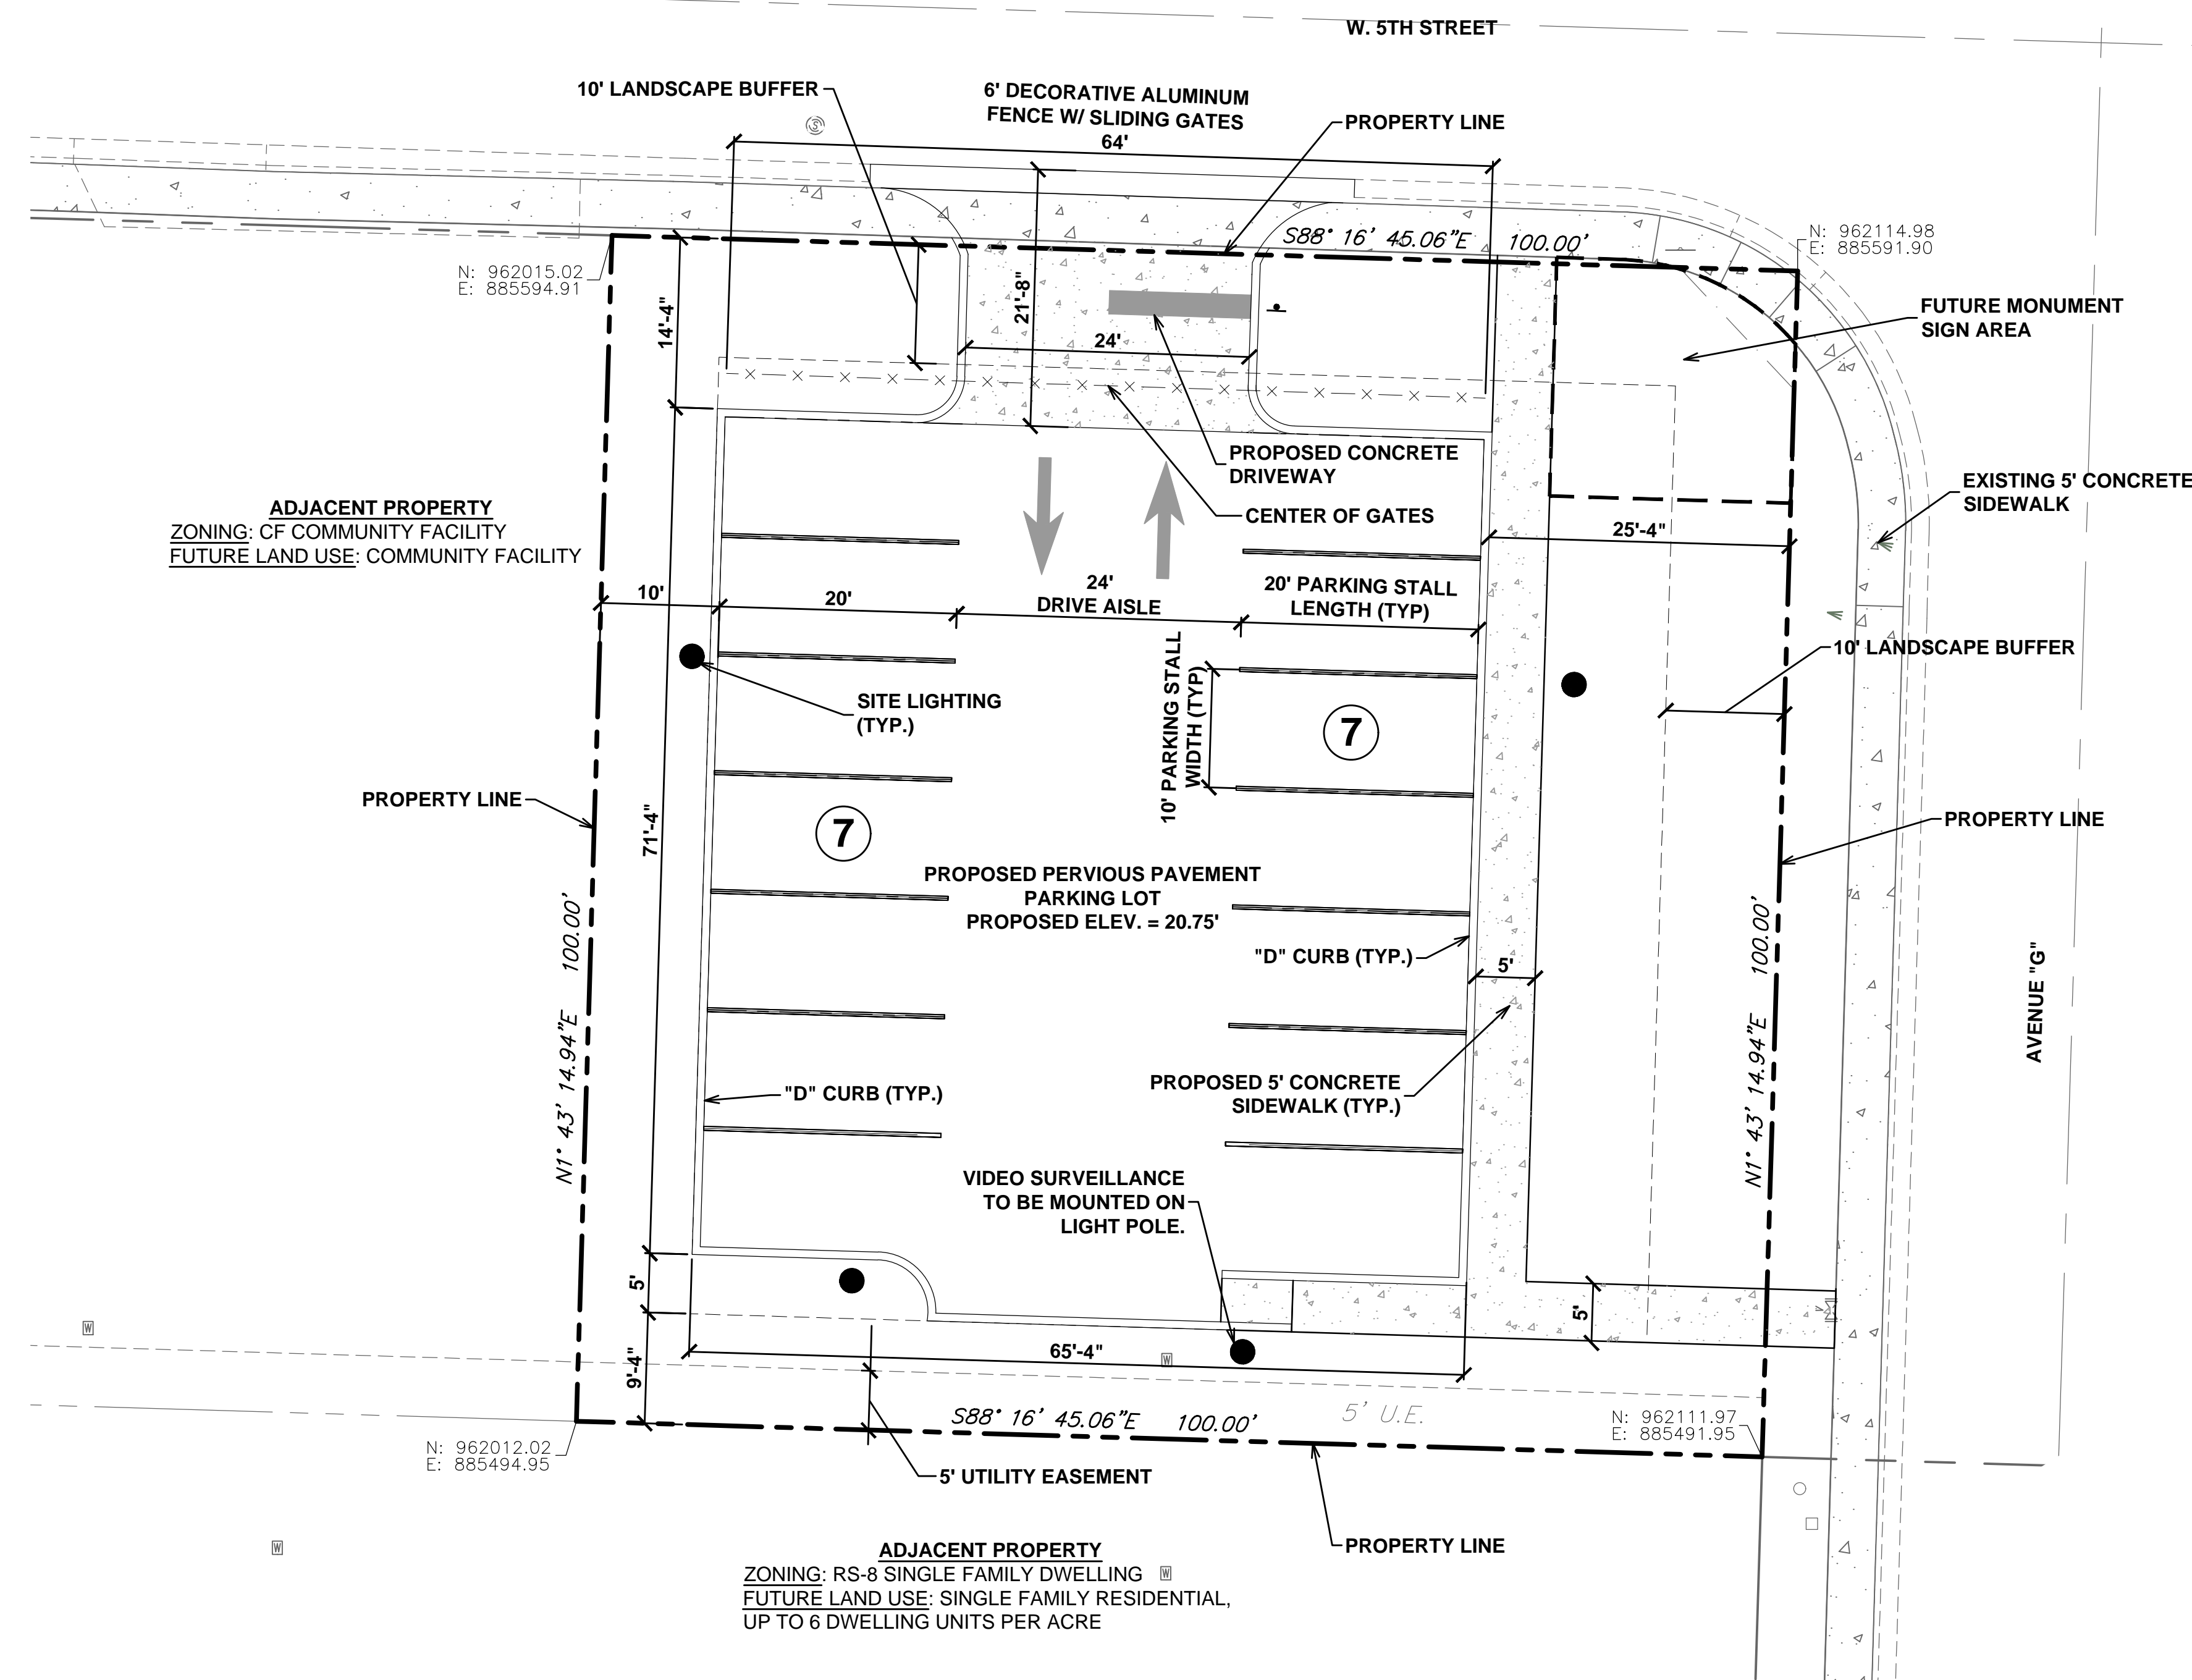 W. 5TH STREET
10' LANDSCAPE BUFFER
6' DECORATIVE ALUMINUM
FENCE W/ SLIDING GATES
64'
PROPERTY LINE
S
S88° 16' 45.06"E 100.00'
N: 962114.98
E: 885591.90
N: 962015.02
E: 885594.91
14'-4"
21'-8"
24'
FUTURE MONUMENT
SIGN AREA
PROPOSED CONCRETE
DRIVEWAY
CENTER OF GATES
EXISTING 5' CONCRETE
SIDEWALK
ADJACENT PROPERTY
ZONING: CF COMMUNITY FACILITY
FUTURE LAND USE: COMMUNITY FACILITY
25'-4"
10'
20'
24'
DRIVE AISLE
20' PARKING STALL
LENGTH (TYP)
10' PARKING STALL
WIDTH (TYP)
10' LANDSCAPE BUFFER
SITE LIGHTING
(TYP.)
7
7
PROPERTY LINE
71'-4"
PROPERTY LINE
PROPOSED PERVIOUS PAVEMENT
PARKING LOT
PROPOSED ELEV. = 20.75'
"D" CURB (TYP.)
5'
N1° 43' 14.94"E 100.00'
N1° 43' 14.94"E 100.00'
AVENUE "G"
"D" CURB (TYP.)
PROPOSED 5' CONCRETE
SIDEWALK (TYP.)
VIDEO SURVEILLANCE
TO BE MOUNTED ON
LIGHT POLE.
5'
5'
W
65'-4"
W
9'-4"
S88° 16' 45.06"E 100.00'
5' U.E.
N: 962111.97
E: 885491.95
N: 962012.02
E: 885494.95
5' UTILITY EASEMENT
W
PROPERTY LINE
ADJACENT PROPERTY
ZONING: RS-8 SINGLE FAMILY DWELLING
W
FUTURE LAND USE: SINGLE FAMILY RESIDENTIAL,
UP TO 6 DWELLING UNITS PER ACRE